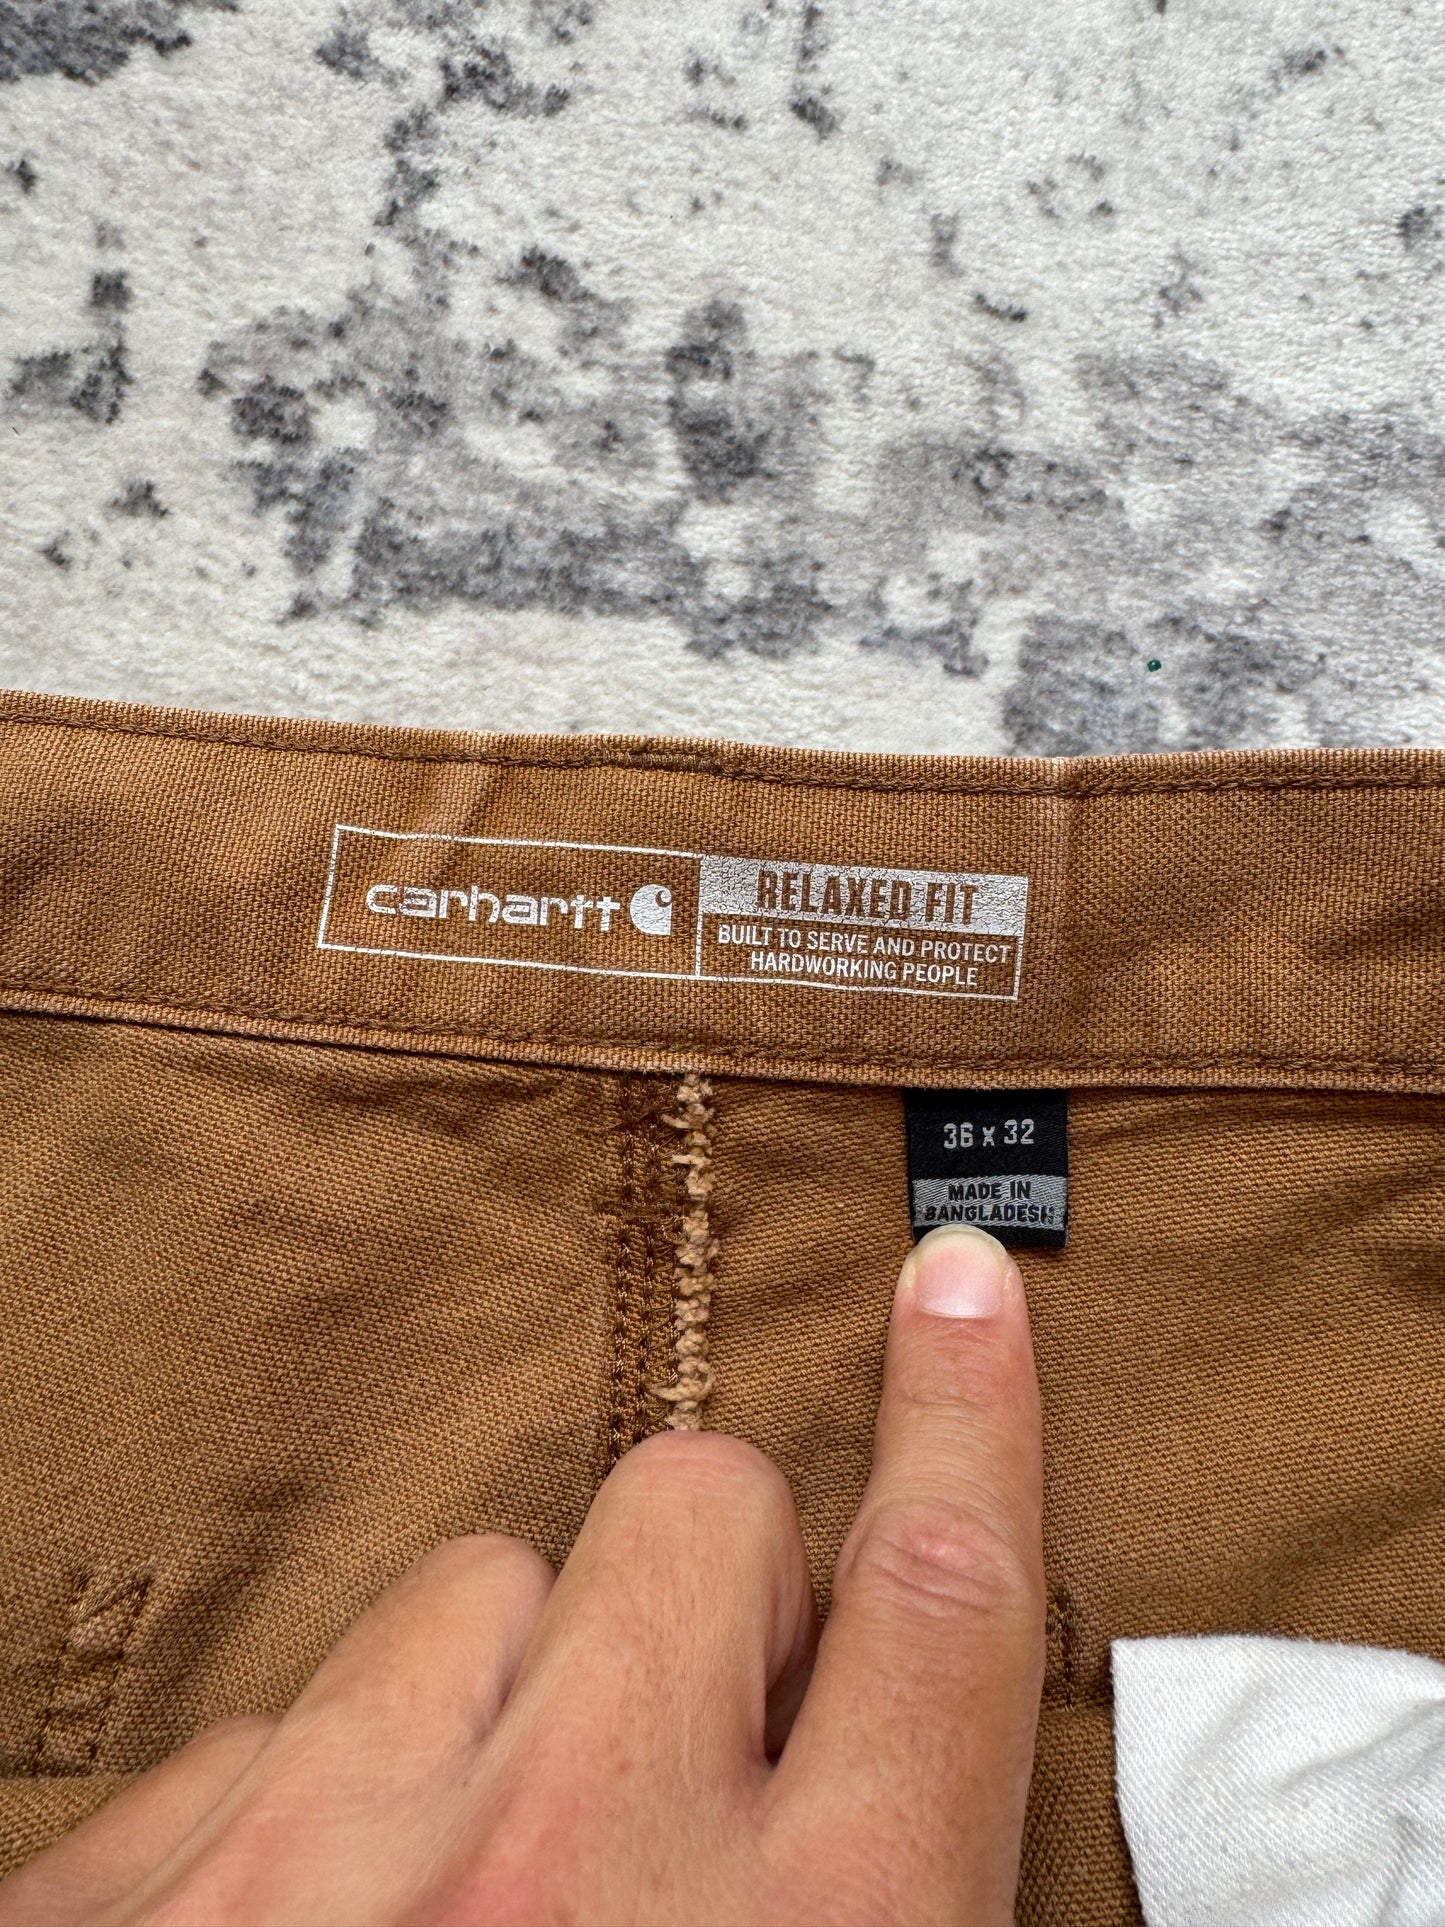 carhartt
RELAXED FIT
BUILT TO SERVE AND PROTECT
HARDWORKING PEOPLE
36 x 32
MADE IN
BANGLADESH